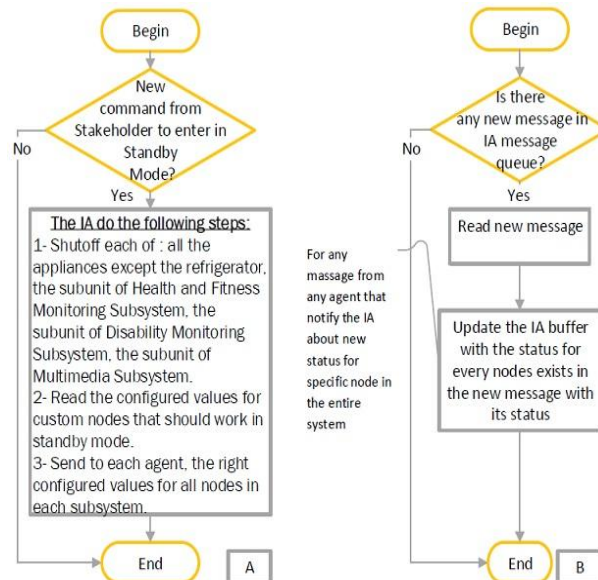 Begin
New
command from
Stakeholder to enter in
Standby
Mode?
No
Yes
The IA do the following steps:
1- Shutoff each of : all the
appliances except the refrigerator,
the subunit of Health and Fitness
Monitoring Subsystem, the
subunit of Disability Monitoring
Subsystem, the subunit of
Multimedia Subsystem.
2- Read the configured values for
custom nodes that should work in
standby mode.
3- Send to each agent, the right
configured values for all nodes in
each subsystem.
End
A
Begin
Is there
any new message in
IA message
queue?
No
Yes
Read new message
For any
massage from
any agent that
notify the IA
about new
status for
specific node in
the entire
system
Update the IA buffer
with the status for
every nodes exists in
the new message with
its status
End
B